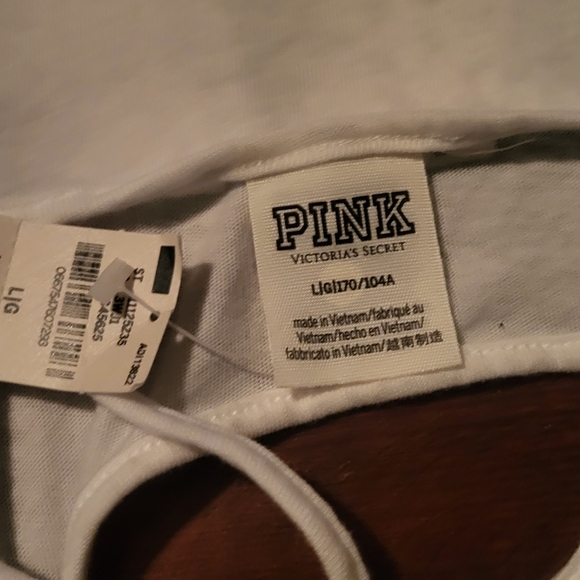 PINK
VICTORIA'S SECRET
L|G|170/104A
made in Vietnam/fabriqué au
Vietnam/hecho en Vietnam/
fabbricato in Vietnam/越南制造
L|G